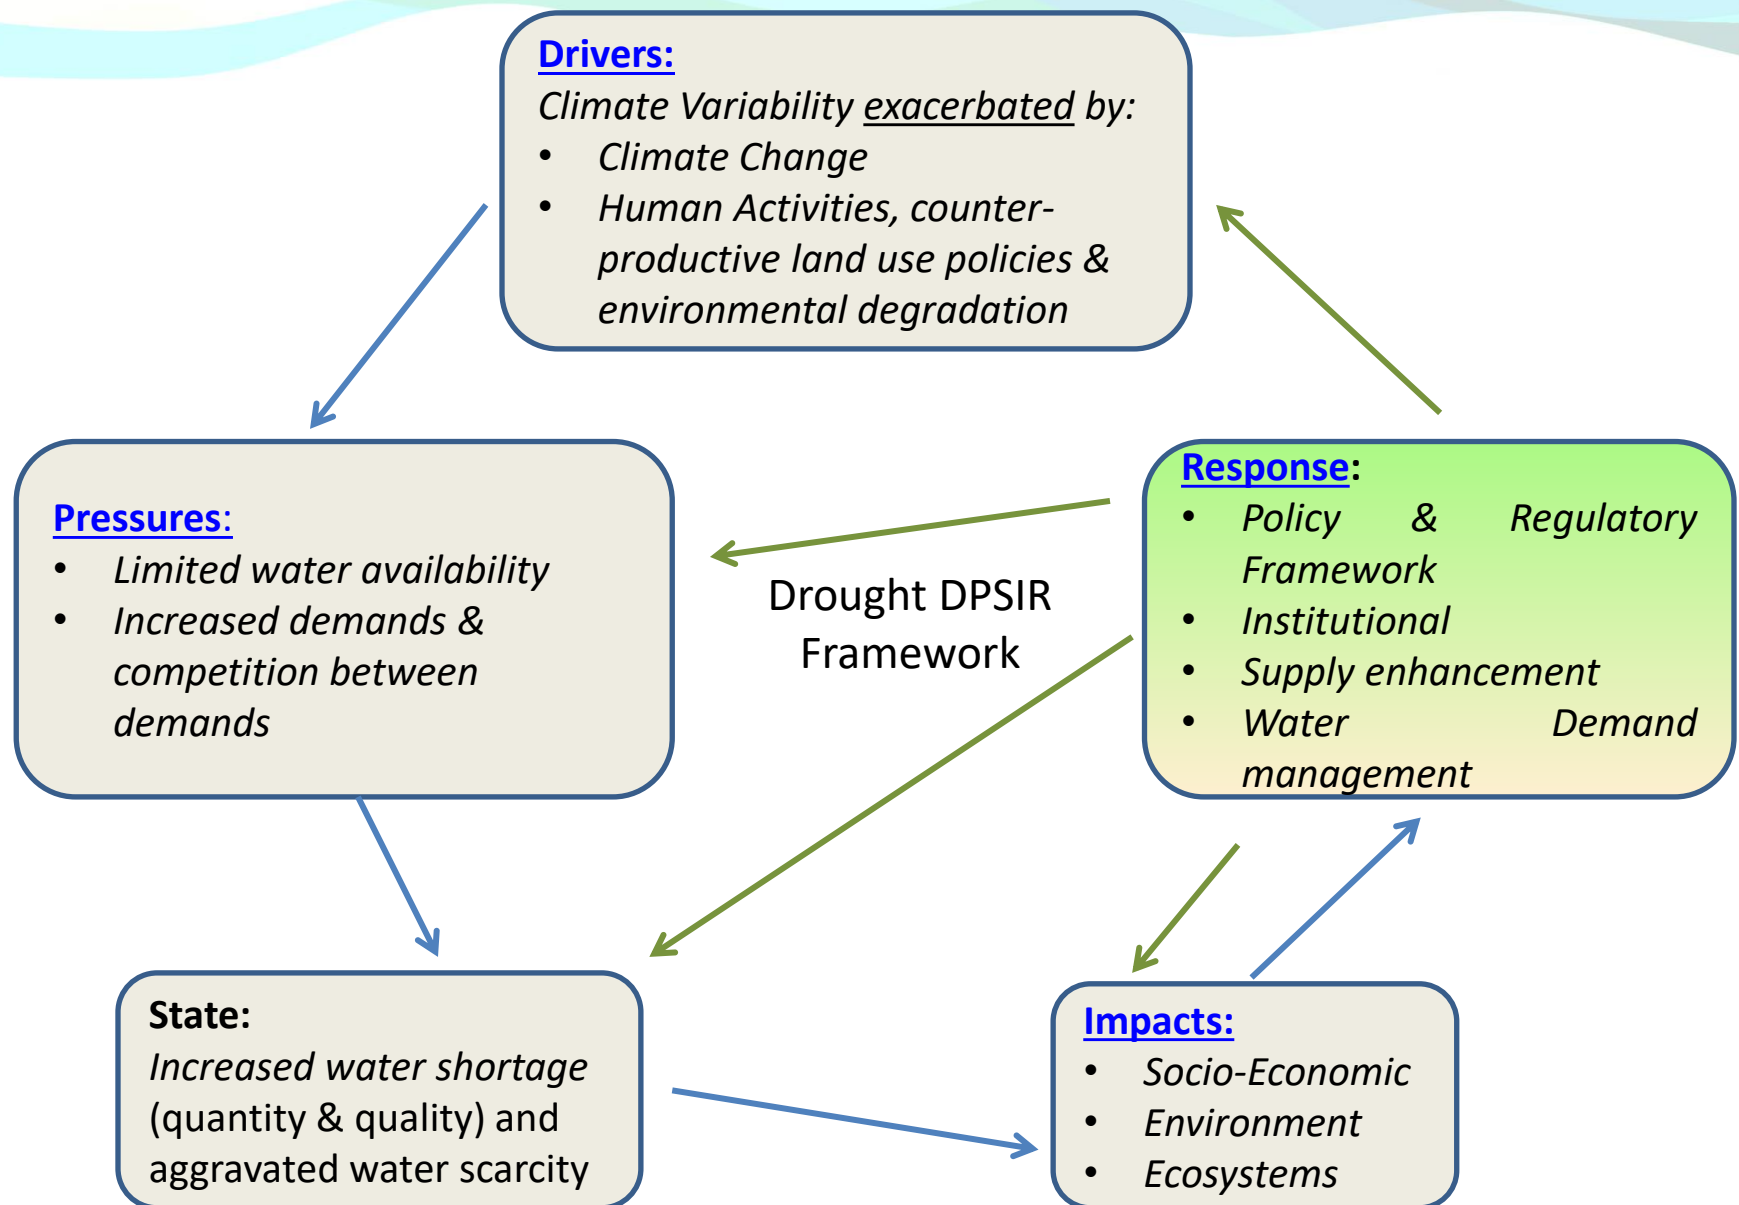 Drivers:
Climate Variability exacerbated by:
• Climate Change
• Human Activities, counter-
productive land use policies &
environmental degradation
Pressures:
• Limited water availability
• Increased demands &
competition between
demands
Drought DPSIR
Framework
Response:
• Policy & Regulatory
Framework
• Institutional
• Supply enhancement
• Water Demand
management
State:
Increased water shortage
(quantity & quality) and
aggravated water scarcity
Impacts:
• Socio-Economic
• Environment
• Ecosystems